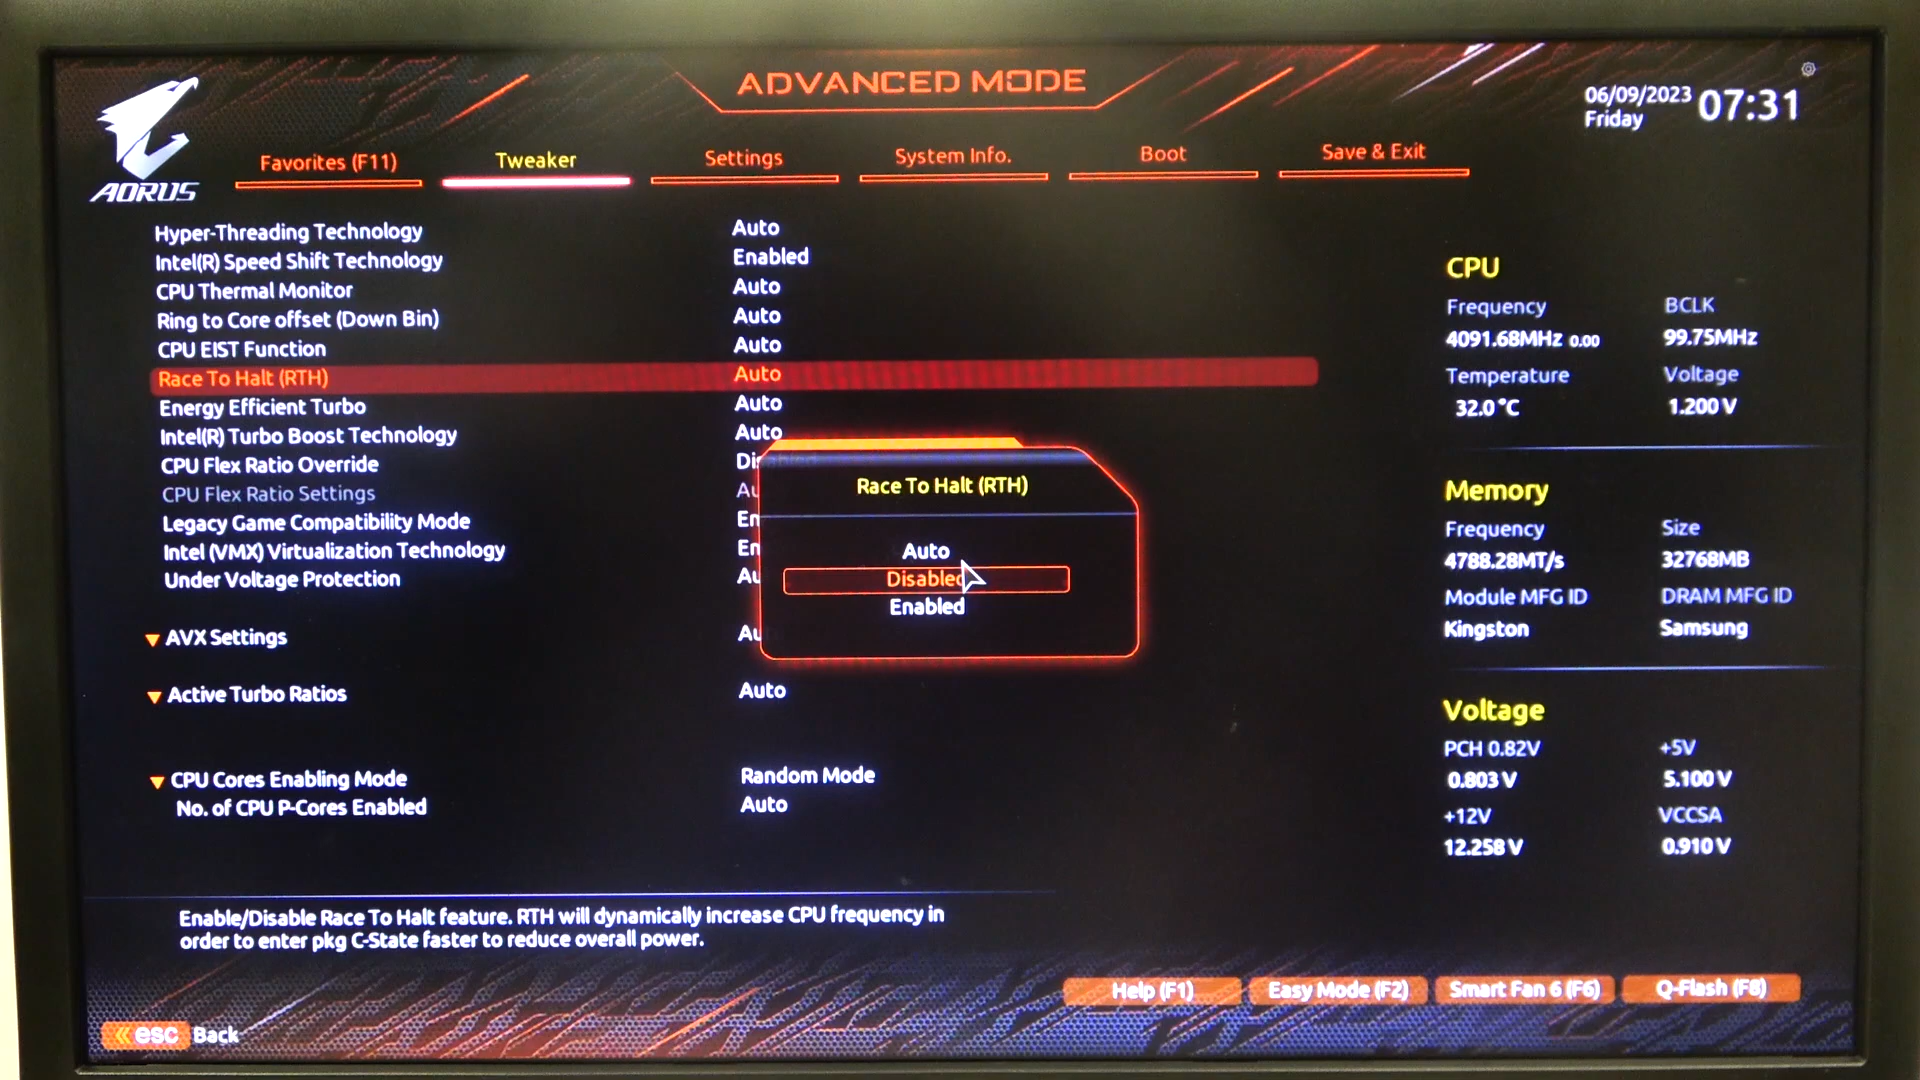 ADVANCED MODE
06/09/2023
Friday
07:31
AORUS
Favorites (F11)
Tweaker
Settings
System Info.
Boot
Save & Exit
Hyper-Threading Technology Auto
Intel(R) Speed Shift Technology Enabled
CPU Thermal Monitor Auto
Ring to Core offset (Down Bin) Auto
CPU EIST Function Auto
Race To Halt (RTH) Auto
Energy Efficient Turbo Auto
Intel(R) Turbo Boost Technology Auto
CPU Flex Ratio Override Disabled
CPU Flex Ratio Settings Au
Legacy Game Compatibility Mode En
Intel (VMX) Virtualization Technology En
Under Voltage Protection Au
AVX Settings Au
Active Turbo Ratios Auto
CPU Cores Enabling Mode Random Mode
No. of CPU P-Cores Enabled Auto
Race To Halt (RTH)
Auto
Disabled
Enabled
CPU
Frequency BCLK
4091.68MHz 0.00 99.75MHz
Temperature Voltage
32.0 °C 1.200 V
Memory
Frequency Size
4788.28MT/s 32768MB
Module MFG ID DRAM MFG ID
Kingston Samsung
Voltage
PCH 0.82V +5V
0.803 V 5.100 V
+12V VCCSA
12.258 V 0.910 V
Enable/Disable Race To Halt feature. RTH will dynamically increase CPU frequency in
order to enter pkg C-State faster to reduce overall power.
Help (F1)
Easy Mode (F2)
Smart Fan 6 (F6)
Q-Flash (F8)
esc Back